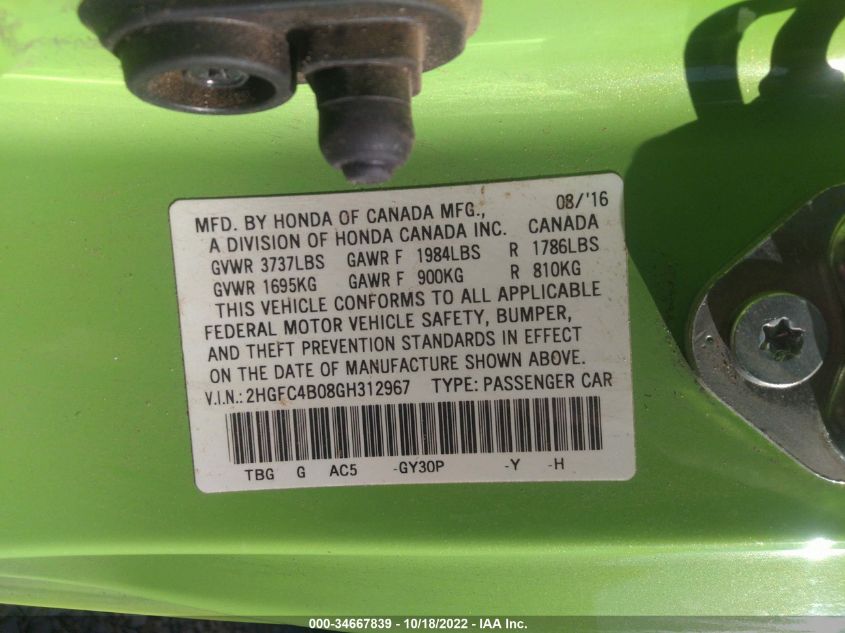 MFD. BY HONDA OF CANADA MFG., 08/'16
A DIVISION OF HONDA CANADA INC. CANADA
GVWR 3737LBS GAWR F 1984LBS R 1786LBS
GVWR 1695KG GAWR F 900KG R 810KG
THIS VEHICLE CONFORMS TO ALL APPLICABLE
FEDERAL MOTOR VEHICLE SAFETY, BUMPER,
AND THEFT PREVENTION STANDARDS IN EFFECT
ON THE DATE OF MANUFACTURE SHOWN ABOVE.
V.I.N.: 2HGFC4B08GH312967 TYPE: PASSENGER CAR
TBG G AC5 -GY30P -Y -H
000-34667839 - 10/18/2022 - IAA Inc.